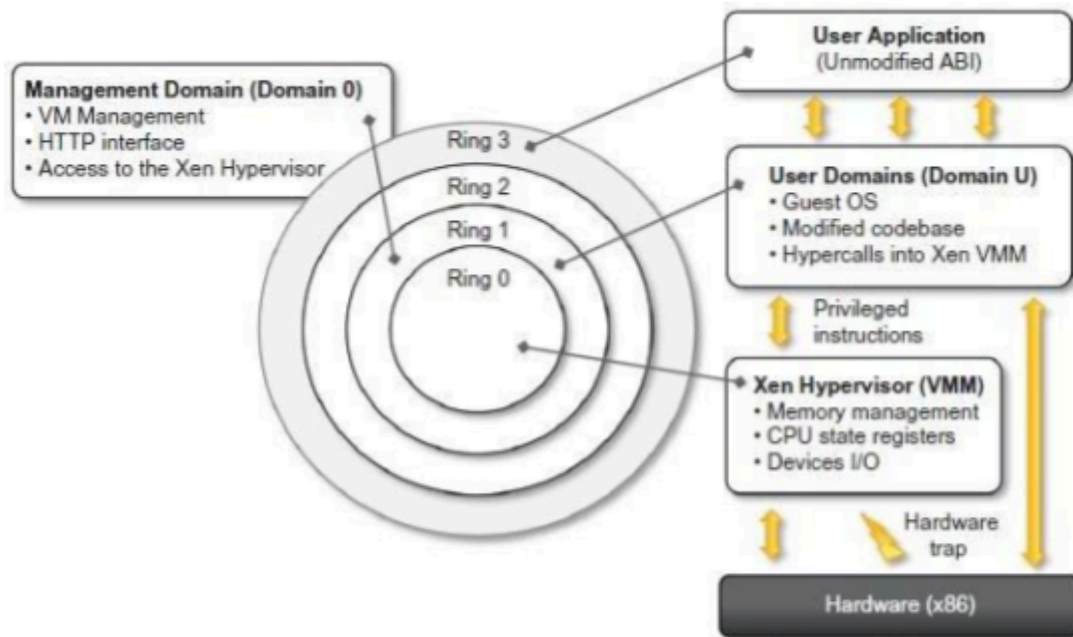 Management Domain (Domain 0)
• VM Management
• HTTP interface
• Access to the Xen Hypervisor
Ring 3
Ring 2
Ring 1
Ring 0
User Application
(Unmodified ABI)
User Domains (Domain U)
• Guest OS
• Modified codebase
• Hypercalls into Xen VMM
Privileged
instructions
Xen Hypervisor (VMM)
• Memory management
• CPU state registers
• Devices I/O
Hardware
trap
Hardware (x86)